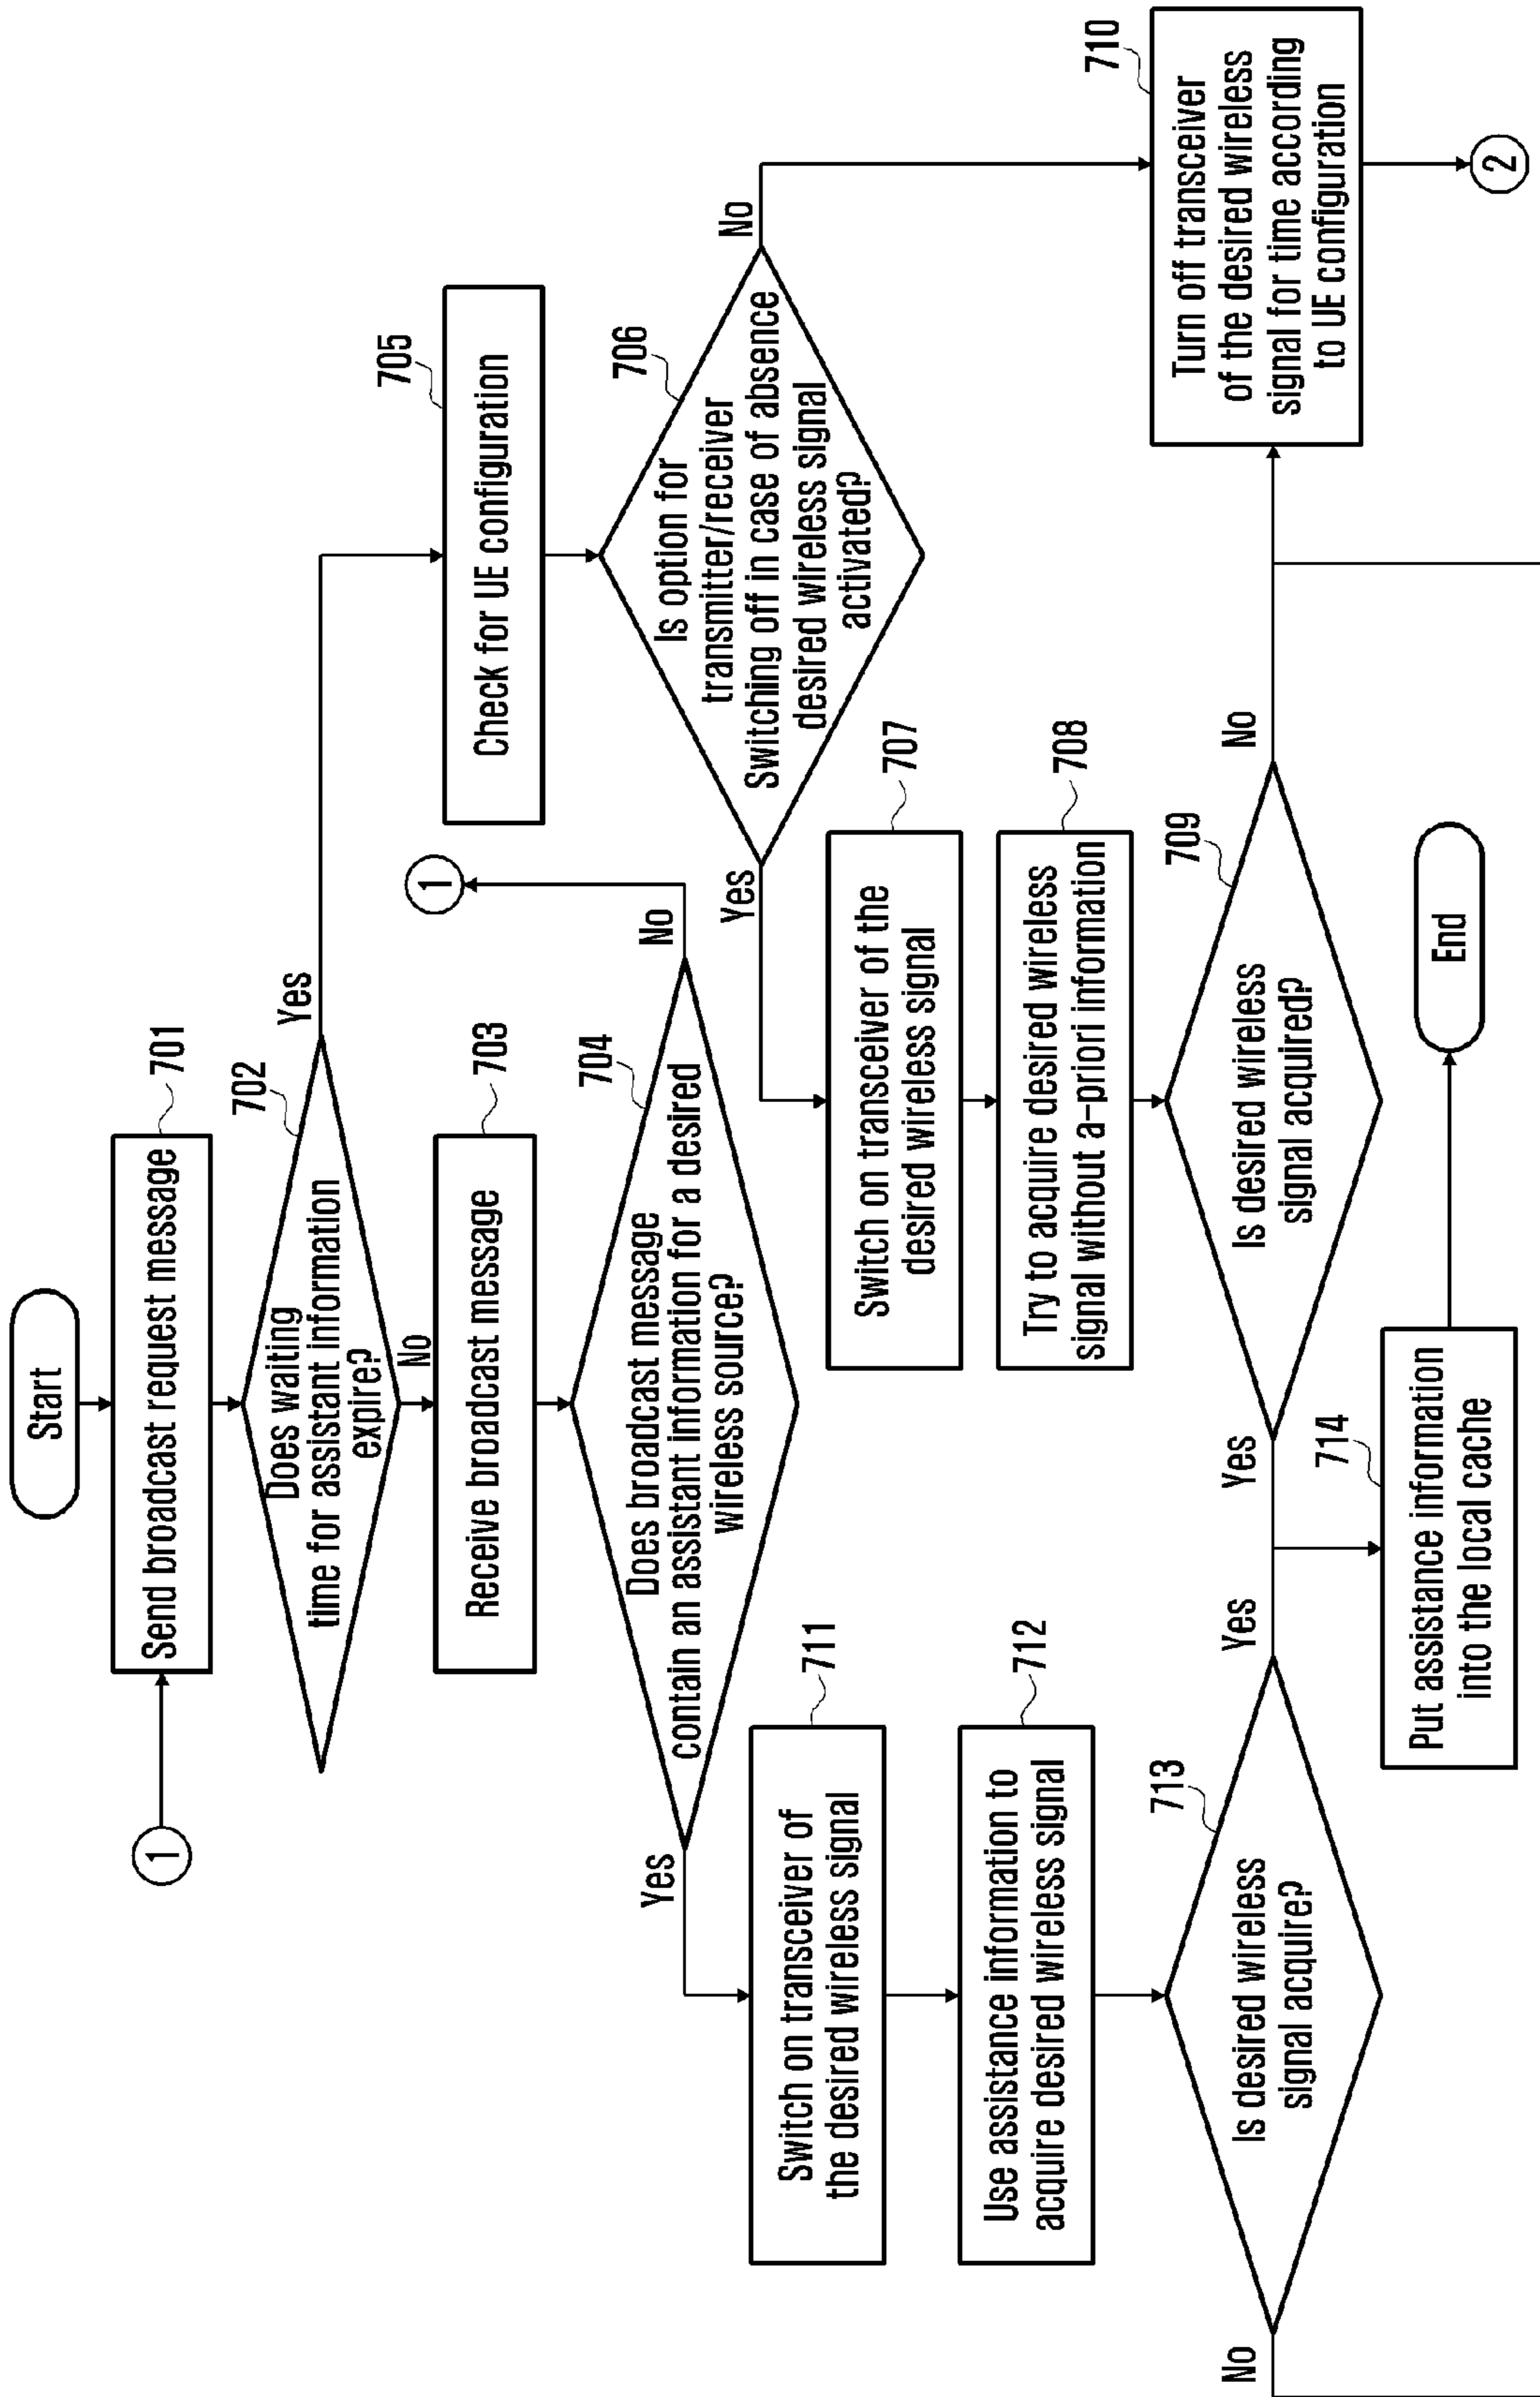 Start
1
Send broadcast request message
701
Does waiting
time for assistant information
expire?
702
Yes
No
Receive broadcast message
703
Does broadcast message
contain an assistant information for a desired
wireless source?
704
No
1
Yes
Check for UE configuration
705
Is option for
transmitter/receiver
Switching off in case of absence
desired wireless signal
activated?
706
Yes
No
Switch on transceiver of the
desired wireless signal
707
Try to acquire desired wireless
signal without a-priori information
708
Is desired wireless
signal acquired?
709
Yes
No
Turn off transceiver
of the desired wireless
signal for time according
to UE configuration
710
2
Switch on transceiver of
the desired wireless signal
711
Use assistance information to
acquire desired wireless signal
712
Is desired wireless
signal acquire?
713
No
Yes
Put assistance information
into the local cache
714
End